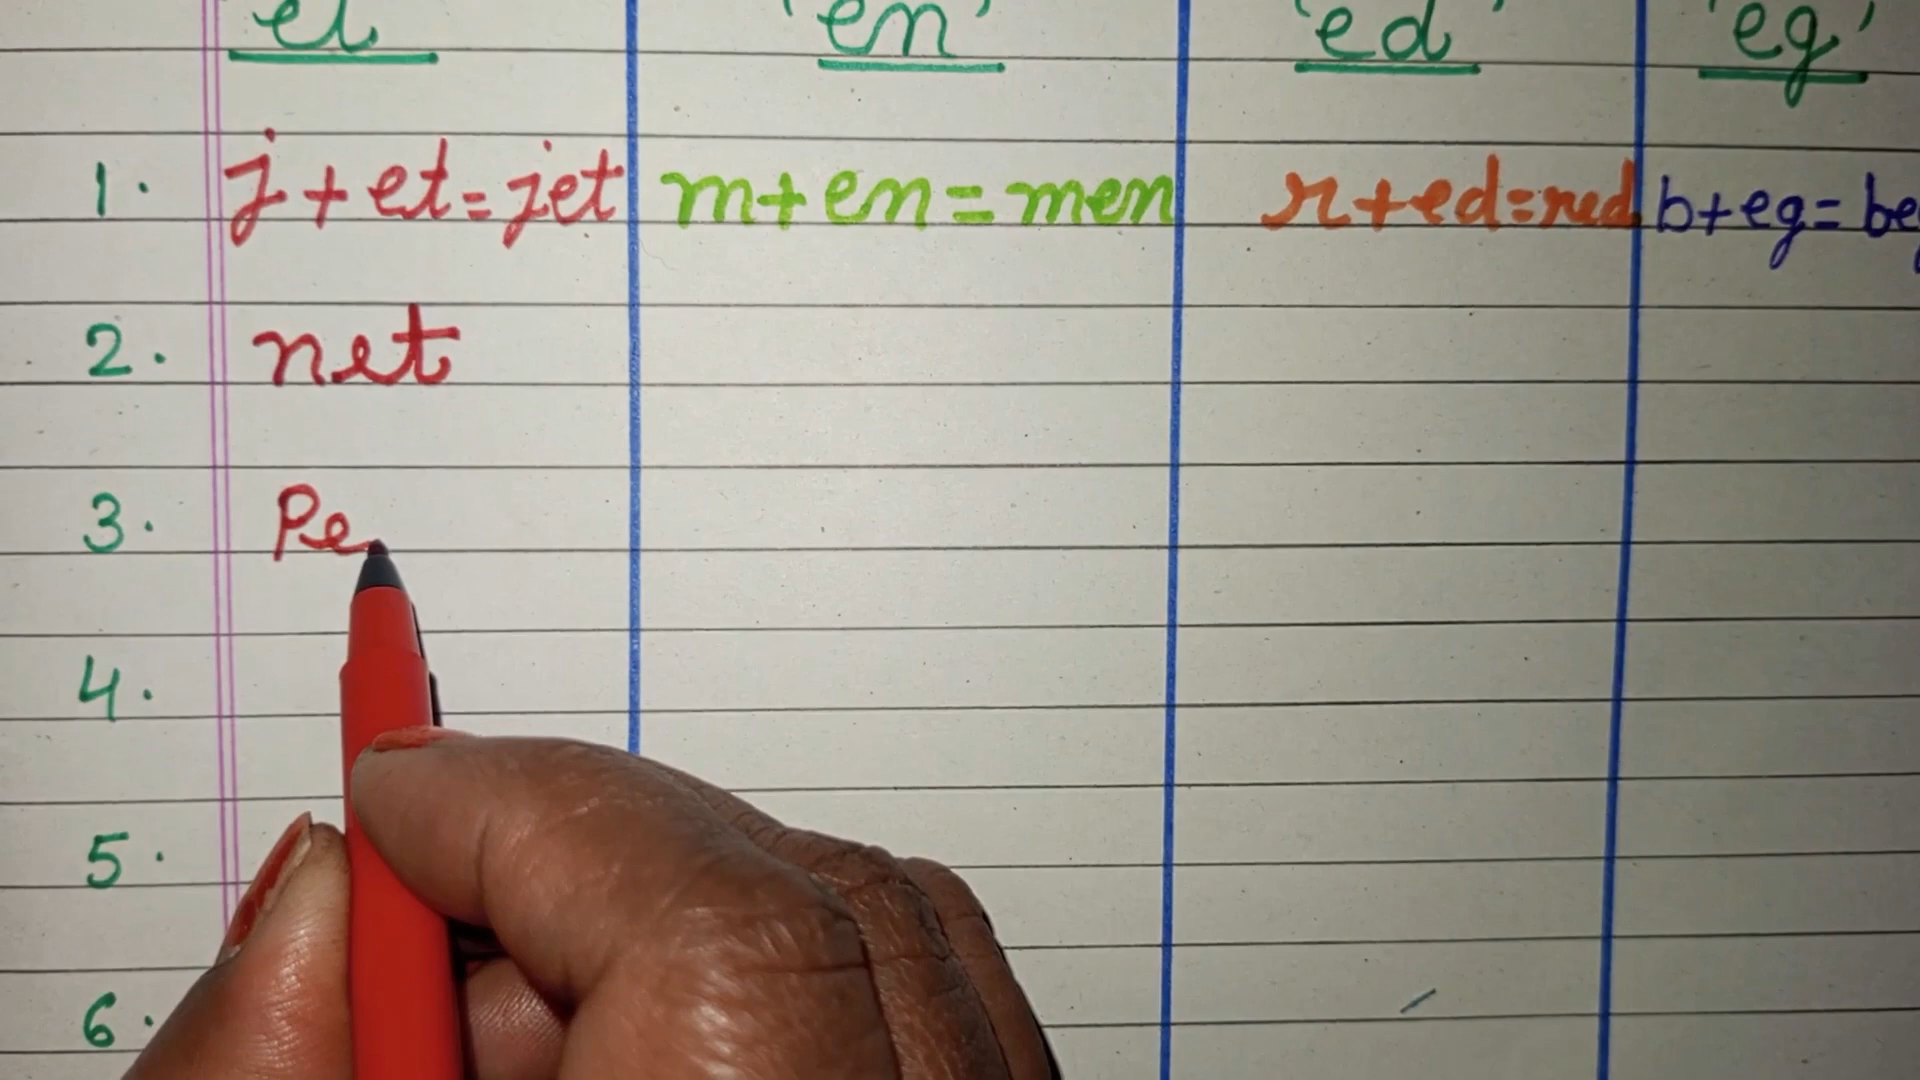 et 'en' 'ed' 'eg'
1. j+et=jet m+en=men r+ed=red b+eg=beg
2. net
3. Pe
4.
5.
6.